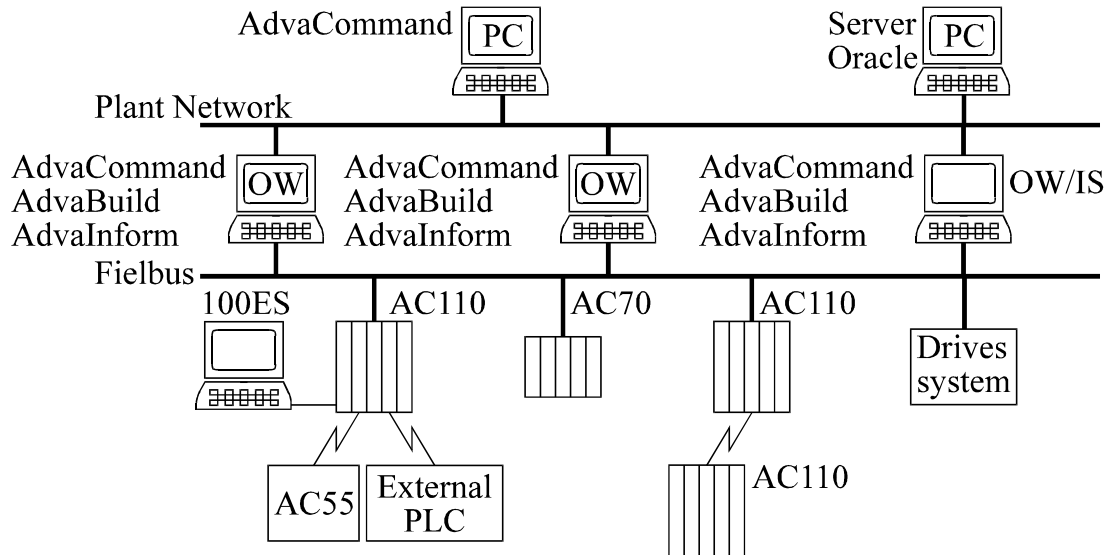 AdvaCommand
PC
Server
Oracle
PC
Plant Network
AdvaCommand
AdvaBuild
AdvaInform
OW
AdvaCommand
AdvaBuild
AdvaInform
OW
AdvaCommand
AdvaBuild
AdvaInform
OW/IS
Fielbus
100ES
AC110
AC70
AC110
Drives
system
AC55
External
PLC
AC110